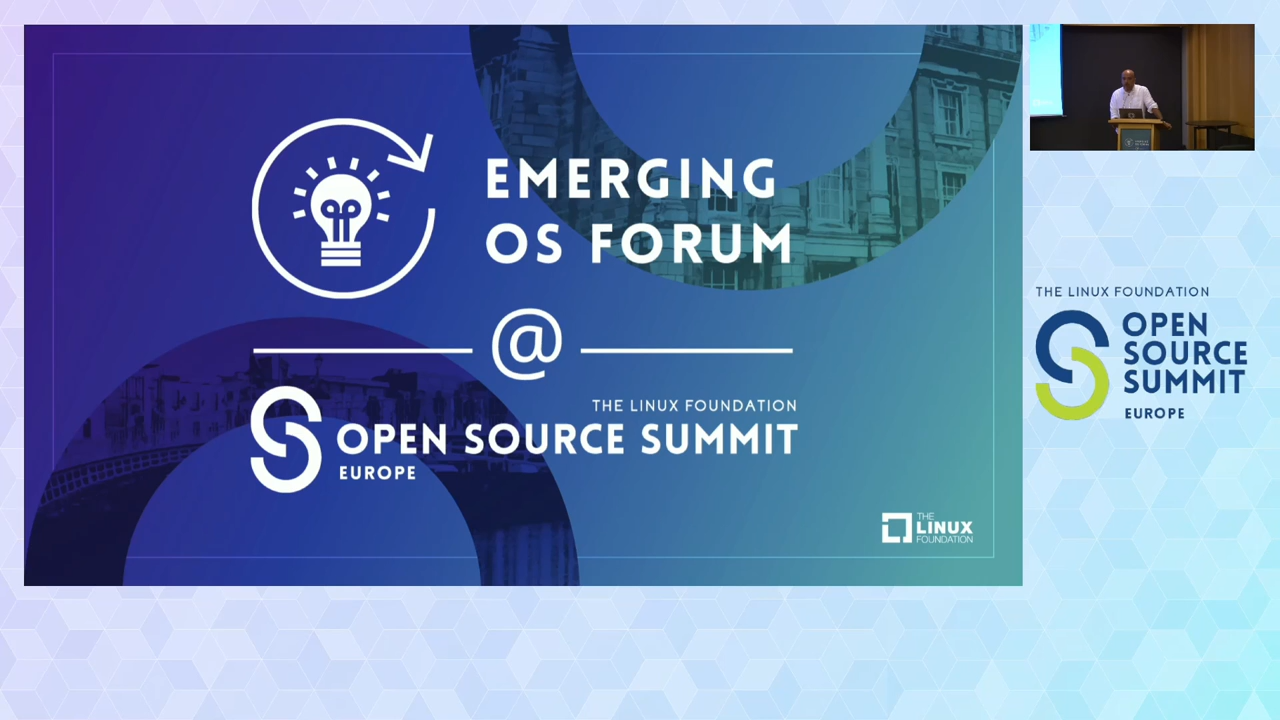 EMERGING
OS FORUM
@
THE LINUX FOUNDATION
OPEN SOURCE SUMMIT
EUROPE
THE
LINUX
FOUNDATION
THE LINUX FOUNDATION
OPEN
SOURCE
SUMMIT
EUROPE